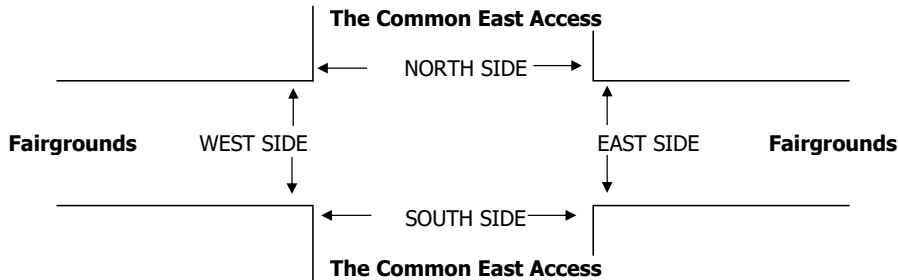 The Common East Access
NORTH SIDE
Fairgrounds WEST SIDE EAST SIDE Fairgrounds
SOUTH SIDE
The Common East Access